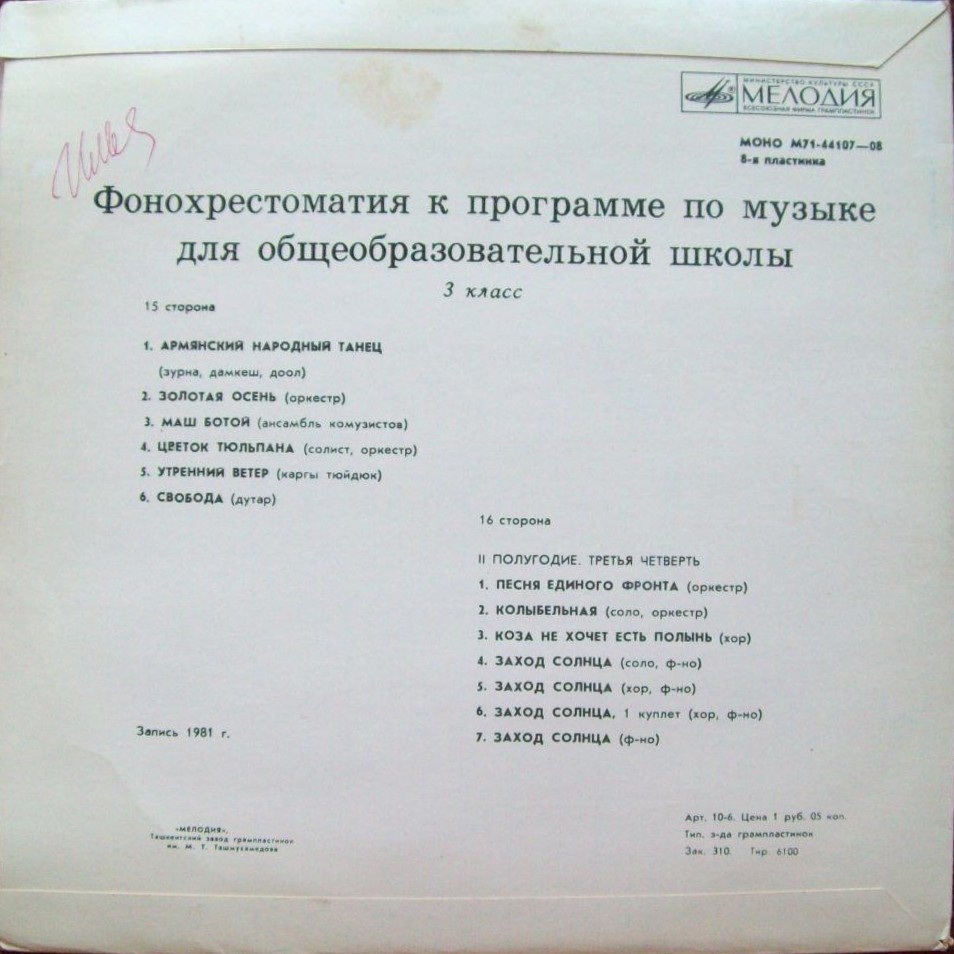 МИНИСТЕРСТВО КУЛЬТУРЫ СССР
МЕЛОДИЯ
ВСЕСОЮЗНАЯ ФИРМА ГРАМПЛАСТИНОК
МОНО М71-44107—08
8-я пластинка
Фонохрестоматия к программе по музыке
для общеобразовательной школы
3 класс
15 сторона
1. АРМЯНСКИЙ НАРОДНЫЙ ТАНЕЦ
(зурна, дамкеш, доол)
2. ЗОЛОТАЯ ОСЕНЬ (оркестр)
3. МАШ БОТОЙ (ансамбль комузистов)
4. ЦВЕТОК ТЮЛЬПАНА (солист, оркестр)
5. УТРЕННИЙ ВЕТЕР (каргы тюйдюк)
6. СВОБОДА (дутар)
16 сторона
II ПОЛУГОДИЕ. ТРЕТЬЯ ЧЕТВЕРТЬ
1. ПЕСНЯ ЕДИНОГО ФРОНТА (оркестр)
2. КОЛЫБЕЛЬНАЯ (соло, оркестр)
3. КОЗА НЕ ХОЧЕТ ЕСТЬ ПОЛЫНЬ (хор)
4. ЗАХОД СОЛНЦА (соло, ф-но)
5. ЗАХОД СОЛНЦА (хор, ф-но)
6. ЗАХОД СОЛНЦА, 1 куплет (хор, ф-но)
7. ЗАХОД СОЛНЦА (ф-но)
Запись 1981 г.
«МЕЛОДИЯ»,
Ташкентский завод грампластинок
им. М. Т. Ташмухамедова
Арт. 10-6. Цена 1 руб. 05 коп.
Тип. з-да грампластинок
Зак. 310. Тир. 6100